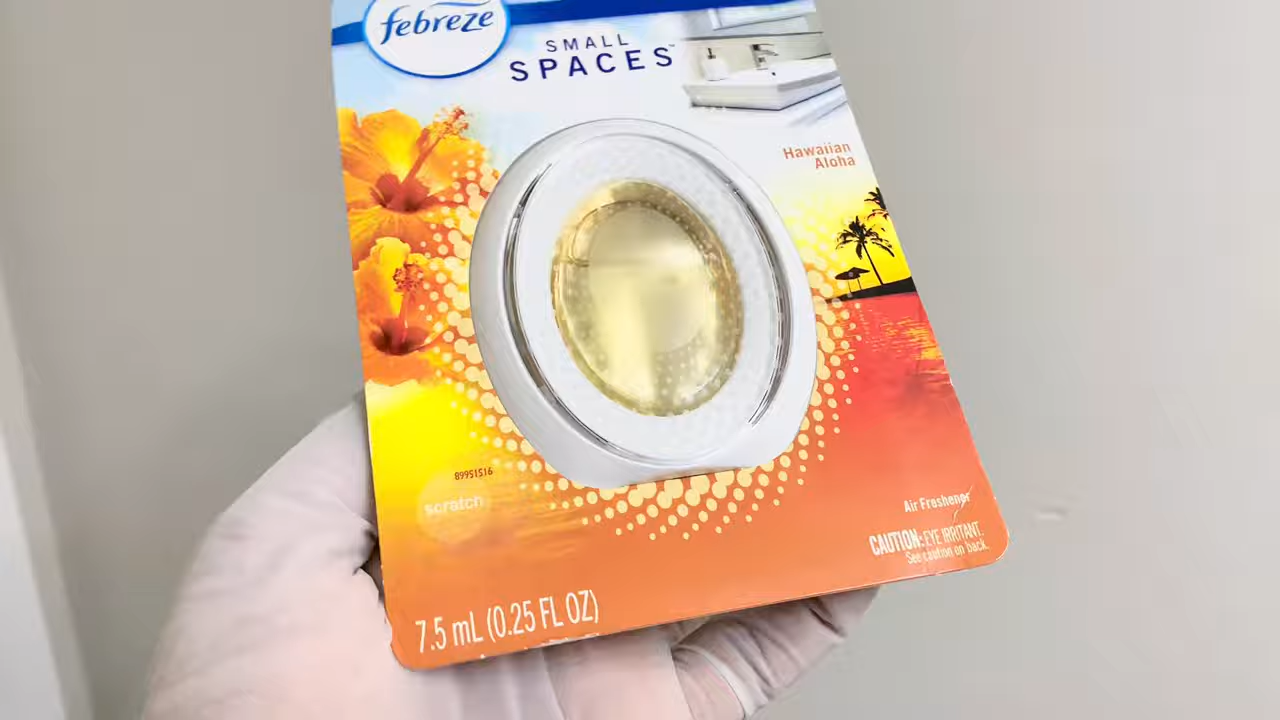 febreze
SMALL
SPACES™
Hawaiian
Aloha
89951516
scratch
Air Freshener
CAUTION: EYE IRRITANT.
See caution on back.
7.5 mL (0.25 FL OZ)